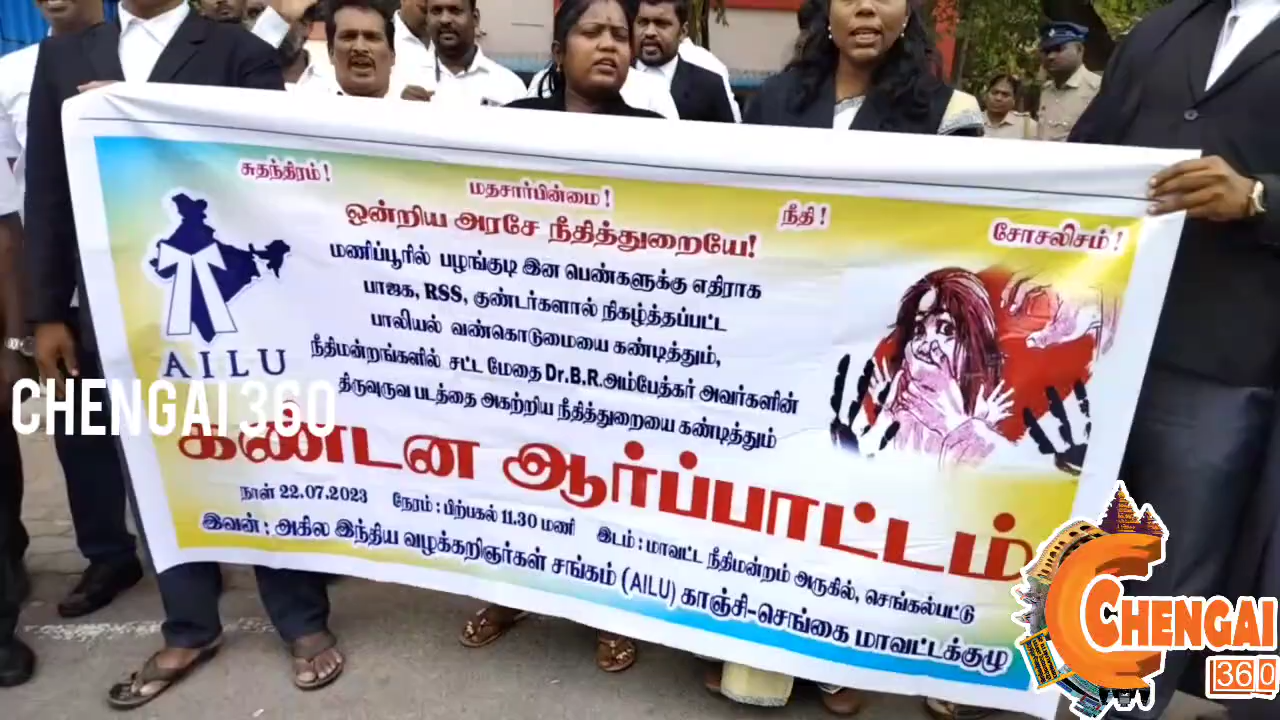 சுதந்திரம்! மதசார்பின்மை! நீதி! சோசலிசம்!
ஒன்றிய அரசே நீதித்துறையே!
மணிப்பூரில் பழங்குடி இன பெண்களுக்கு எதிராக
பாஜக, RSS, குண்டர்களால் நிகழ்த்தப்பட்ட
பாலியல் வண்கொடுமையை கண்டித்தும்,
நீதிமன்றங்களில் சட்ட மேதை Dr.B.R.அம்பேத்கர் அவர்களின்
திருவுருவ படத்தை அகற்றிய நீதித்துறையை கண்டித்தும்
AILU
CHENGAI 360
கண்டன ஆர்ப்பாட்டம்
நாள் 22.07.2023 நேரம் : பிற்பகல் 11.30 மணி இடம் : மாவட்ட நீதிமன்றம் அருகில், செங்கல்பட்டு
இவன் : அகில இந்திய வழக்கறிஞர்கள் சங்கம் (AILU) காஞ்சி-செங்கை மாவட்டக்குழு
CHENGAI
360